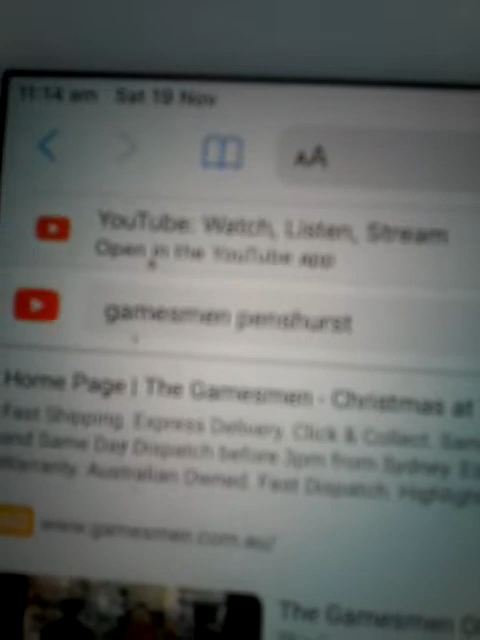 11:14 am Sat 19 Nov
AA
YouTube: Watch, Listen, Stream
Open in the YouTube app
gamesmen penshurst
Home Page | The Gamesmen - Christmas at
Fast Shipping. Express Delivery. Click & Collect.
and Same Day Dispatch before 3pm from Sydney.
Warranty. Australian Owned. Fast Dispatch.
www.gamesmen.com.au/
The Gamesmen